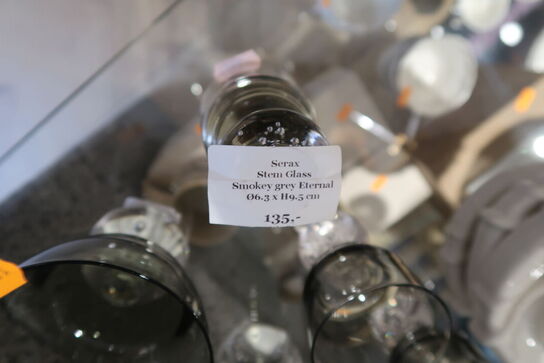 Serax
Stem Glass
Smokey grey Eternal
Ø6.3 x H9.5 cm
135,-